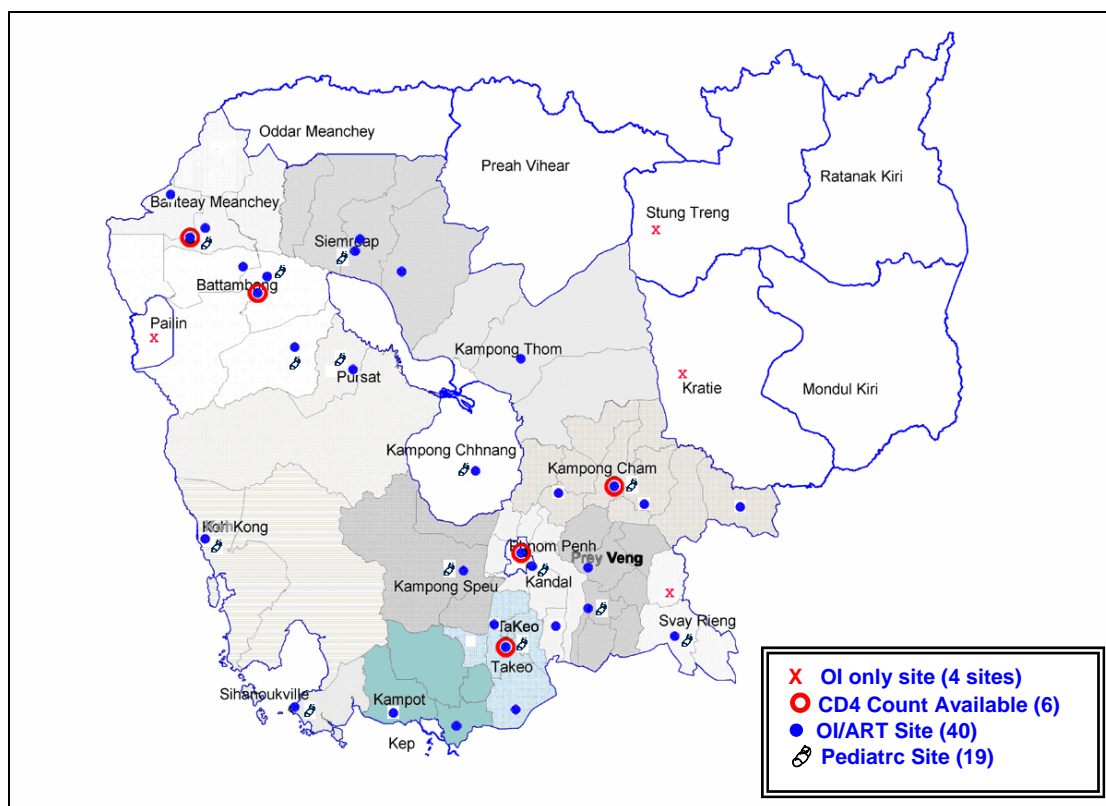 Oddar Meanchey
Preah Vihear
Ratanak Kiri
Banteay Meanchey
Stung Treng
X
Siemreap
Battambang
Pailin
X
Kampong Thom
X
Kratie
Mondul Kiri
Pursat
Kampong Chhnang
Kampong Cham
Koh Kong
Phnom Penh
Prey Veng
Kampong Speu
Kandal
X
TaKeo
Svay Rieng
Takeo
Sihanoukville
Kampot
Kep
X OI only site (4 sites)
CD4 Count Available (6)
OI/ART Site (40)
Pediatrc Site (19)